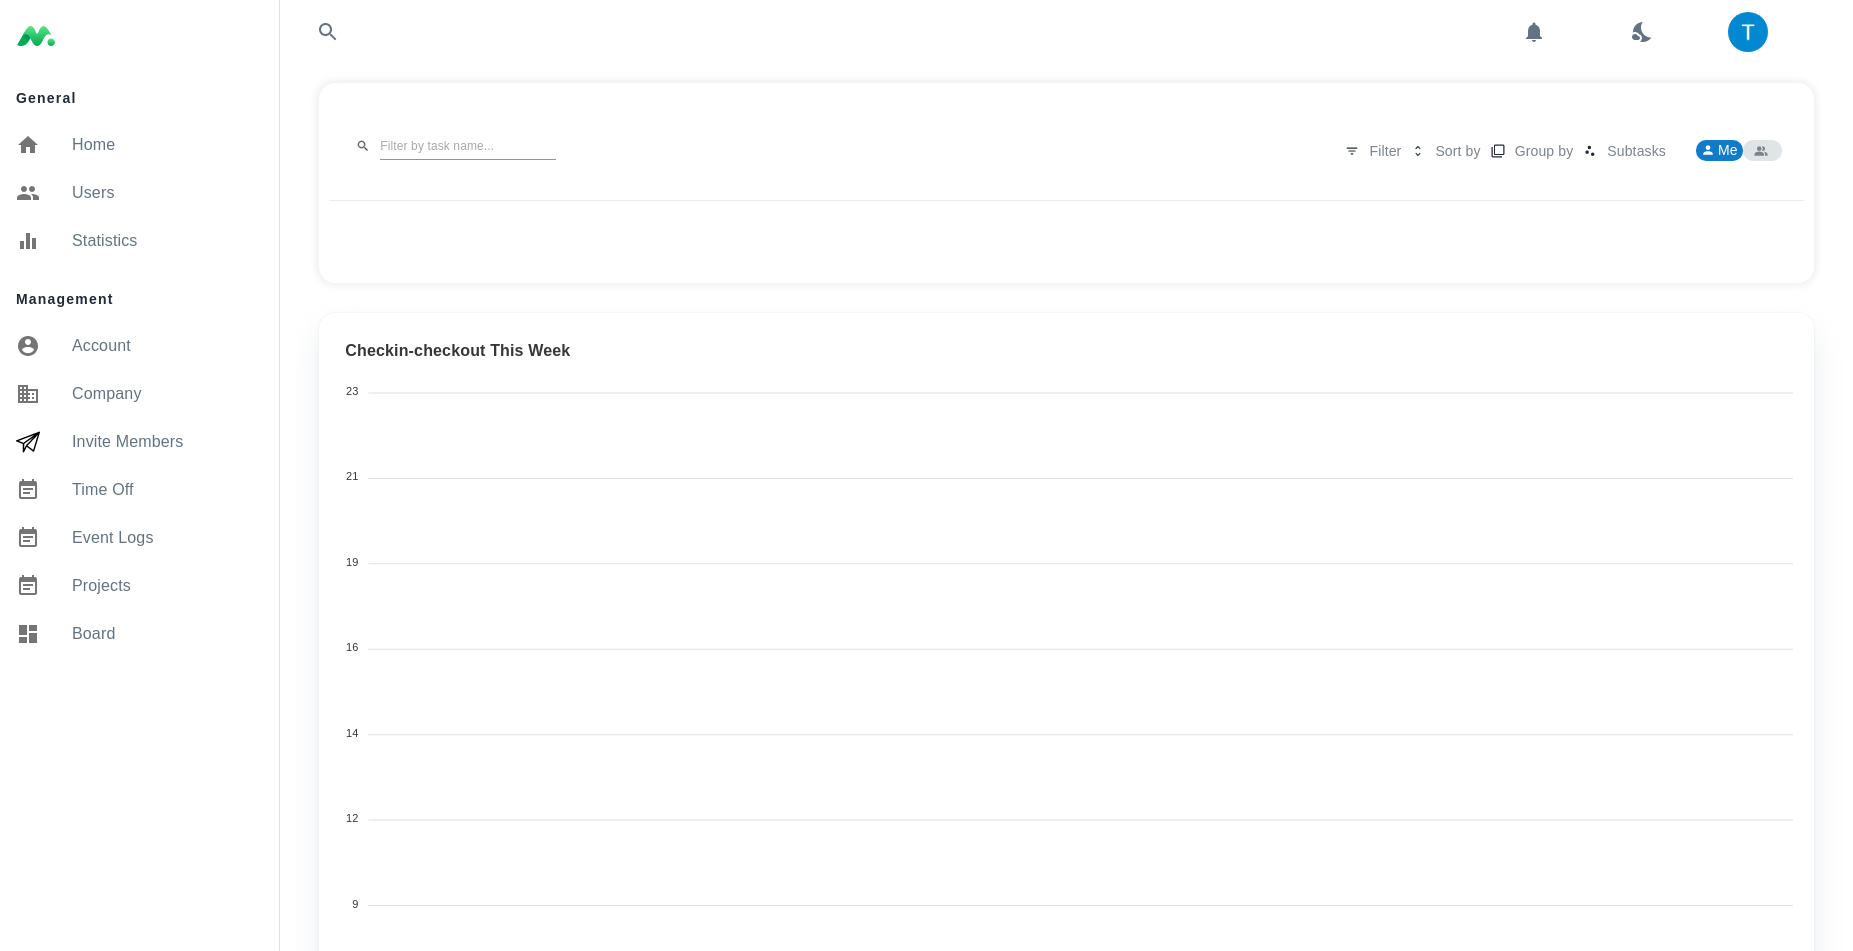 T
General
Home
Users
Statistics
Management
Account
Company
Invite Members
Time Off
Event Logs
Projects
Board
Filter by task name...
Filter
Sort by
Group by
Subtasks
Me
Checkin-checkout This Week
23
21
19
16
14
12
9